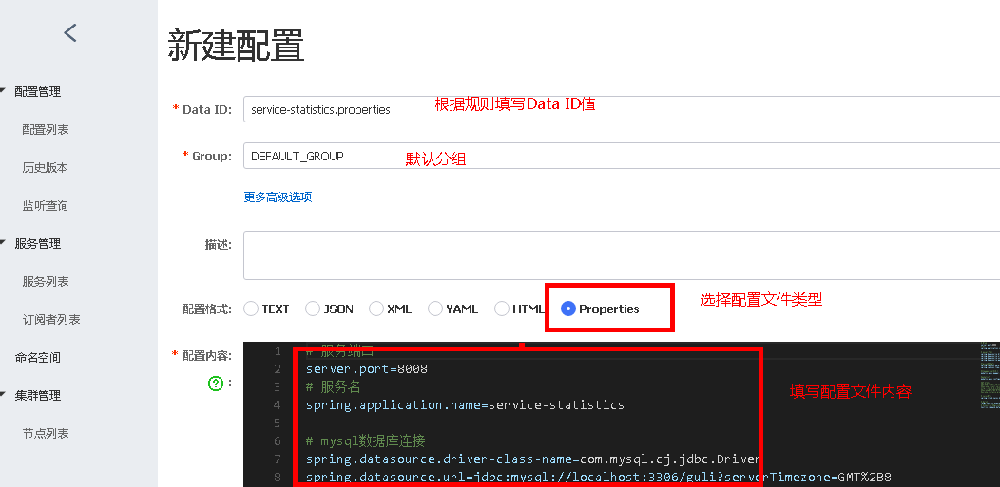 新建配置
配置管理
配置列表
历史版本
监听查询
服务管理
服务列表
订阅者列表
命名空间
集群管理
节点列表
* Data ID: service-statistics.properties 根据规则填写Data ID值
* Group: DEFAULT_GROUP 默认分组
更多高级选项
描述:
配置格式: TEXT JSON XML YAML HTML Properties 选择配置文件类型
* 配置内容:
? :
1 # 服务端口
2 server.port=8008
3 # 服务名
4 spring.application.name=service-statistics
5
6 # mysql数据库连接
7 spring.datasource.driver-class-name=com.mysql.cj.jdbc.Driver
8 spring.datasource.url=jdbc:mysql://localhost:3306/guli?serverTimezone=GMT%2B8
填写配置文件内容